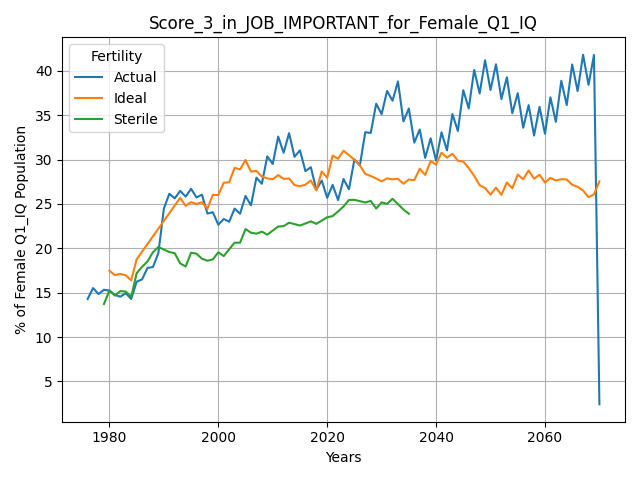 Score_3_in_JOB_IMPORTANT_for_Female_Q1_IQ
Fertility
Actual
Ideal
Sterile
% of Female Q1_IQ Population
40
35
30
25
20
15
10
5
1980 2000 2020 2040 2060
Years